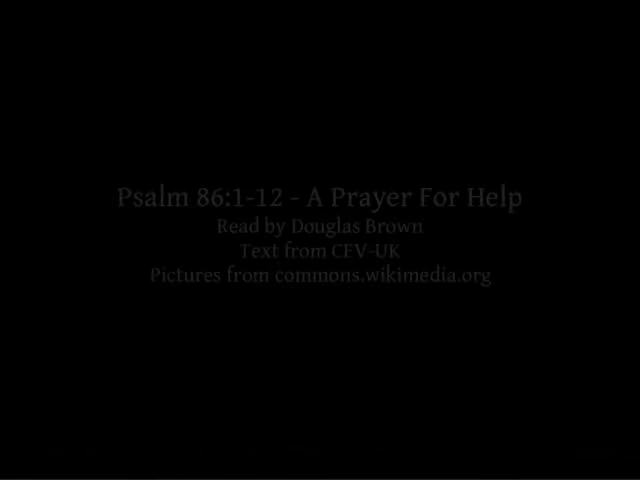 Psalm 86:1-12 - A Prayer For Help
Read by Douglas Brown
Text from CEV-UK
Pictures from commons.wikimedia.org